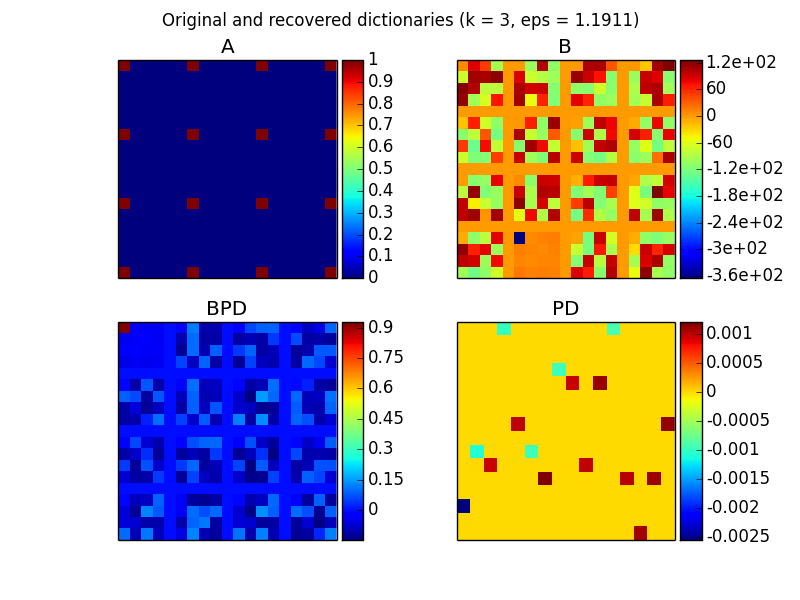 Original and recovered dictionaries (k = 3, eps = 1.1911)
A
1
0.9
0.8
0.7
0.6
0.5
0.4
0.3
0.2
0.1
0
B
1.2e+02
60
0
-60
-1.2e+02
-1.8e+02
-2.4e+02
-3e+02
-3.6e+02
BPD
0.9
0.75
0.6
0.45
0.3
0.15
0
PD
0.001
0.0005
0
-0.0005
-0.001
-0.0015
-0.002
-0.0025